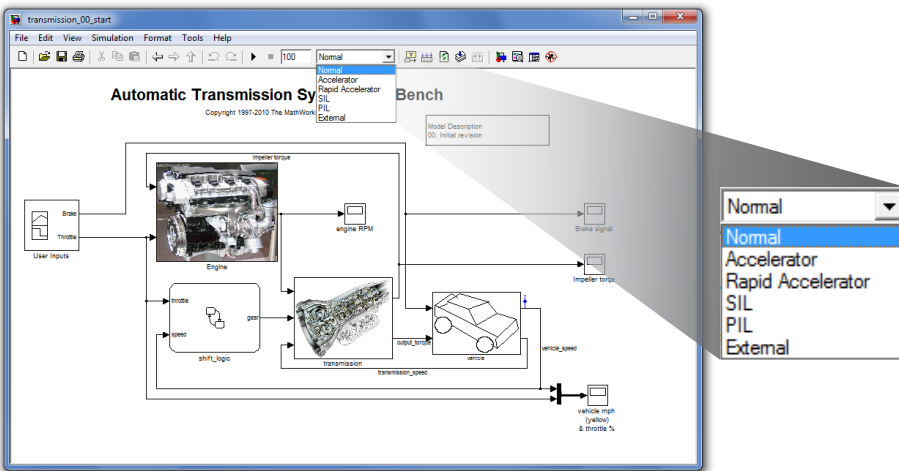 transmission_00_start
File Edit View Simulation Format Tools Help
100
Normal
Normal
Accelerator
Rapid Accelerator
SIL
PIL
External
Automatic Transmission Sy Bench
Copyright 1997-2010 The MathWork
Model Description
00: Initial revision
Impeller torque
Brake
Throttle
User Inputs
Engine
engine RPM
Brake signal
Impeller torque
throttle
speed
gear
shift_logic
transmission
output_torque
vehicle
vehicle_speed
transmission_speed
vehicle mph
(yellow)
& throttle %
Normal
Normal
Accelerator
Rapid Accelerator
SIL
PIL
External